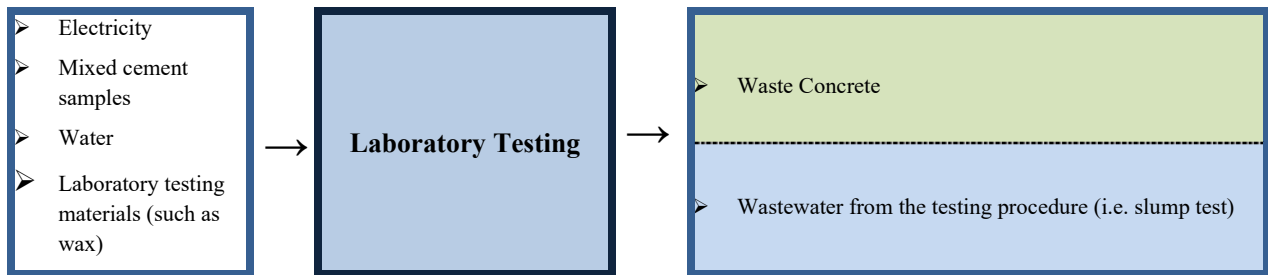 ➢ Electricity
➢ Mixed cement
samples
➢ Water
➢ Laboratory testing
materials (such as
wax)
→
Laboratory Testing
→
➢ Waste Concrete
➢ Wastewater from the testing procedure (i.e. slump test)